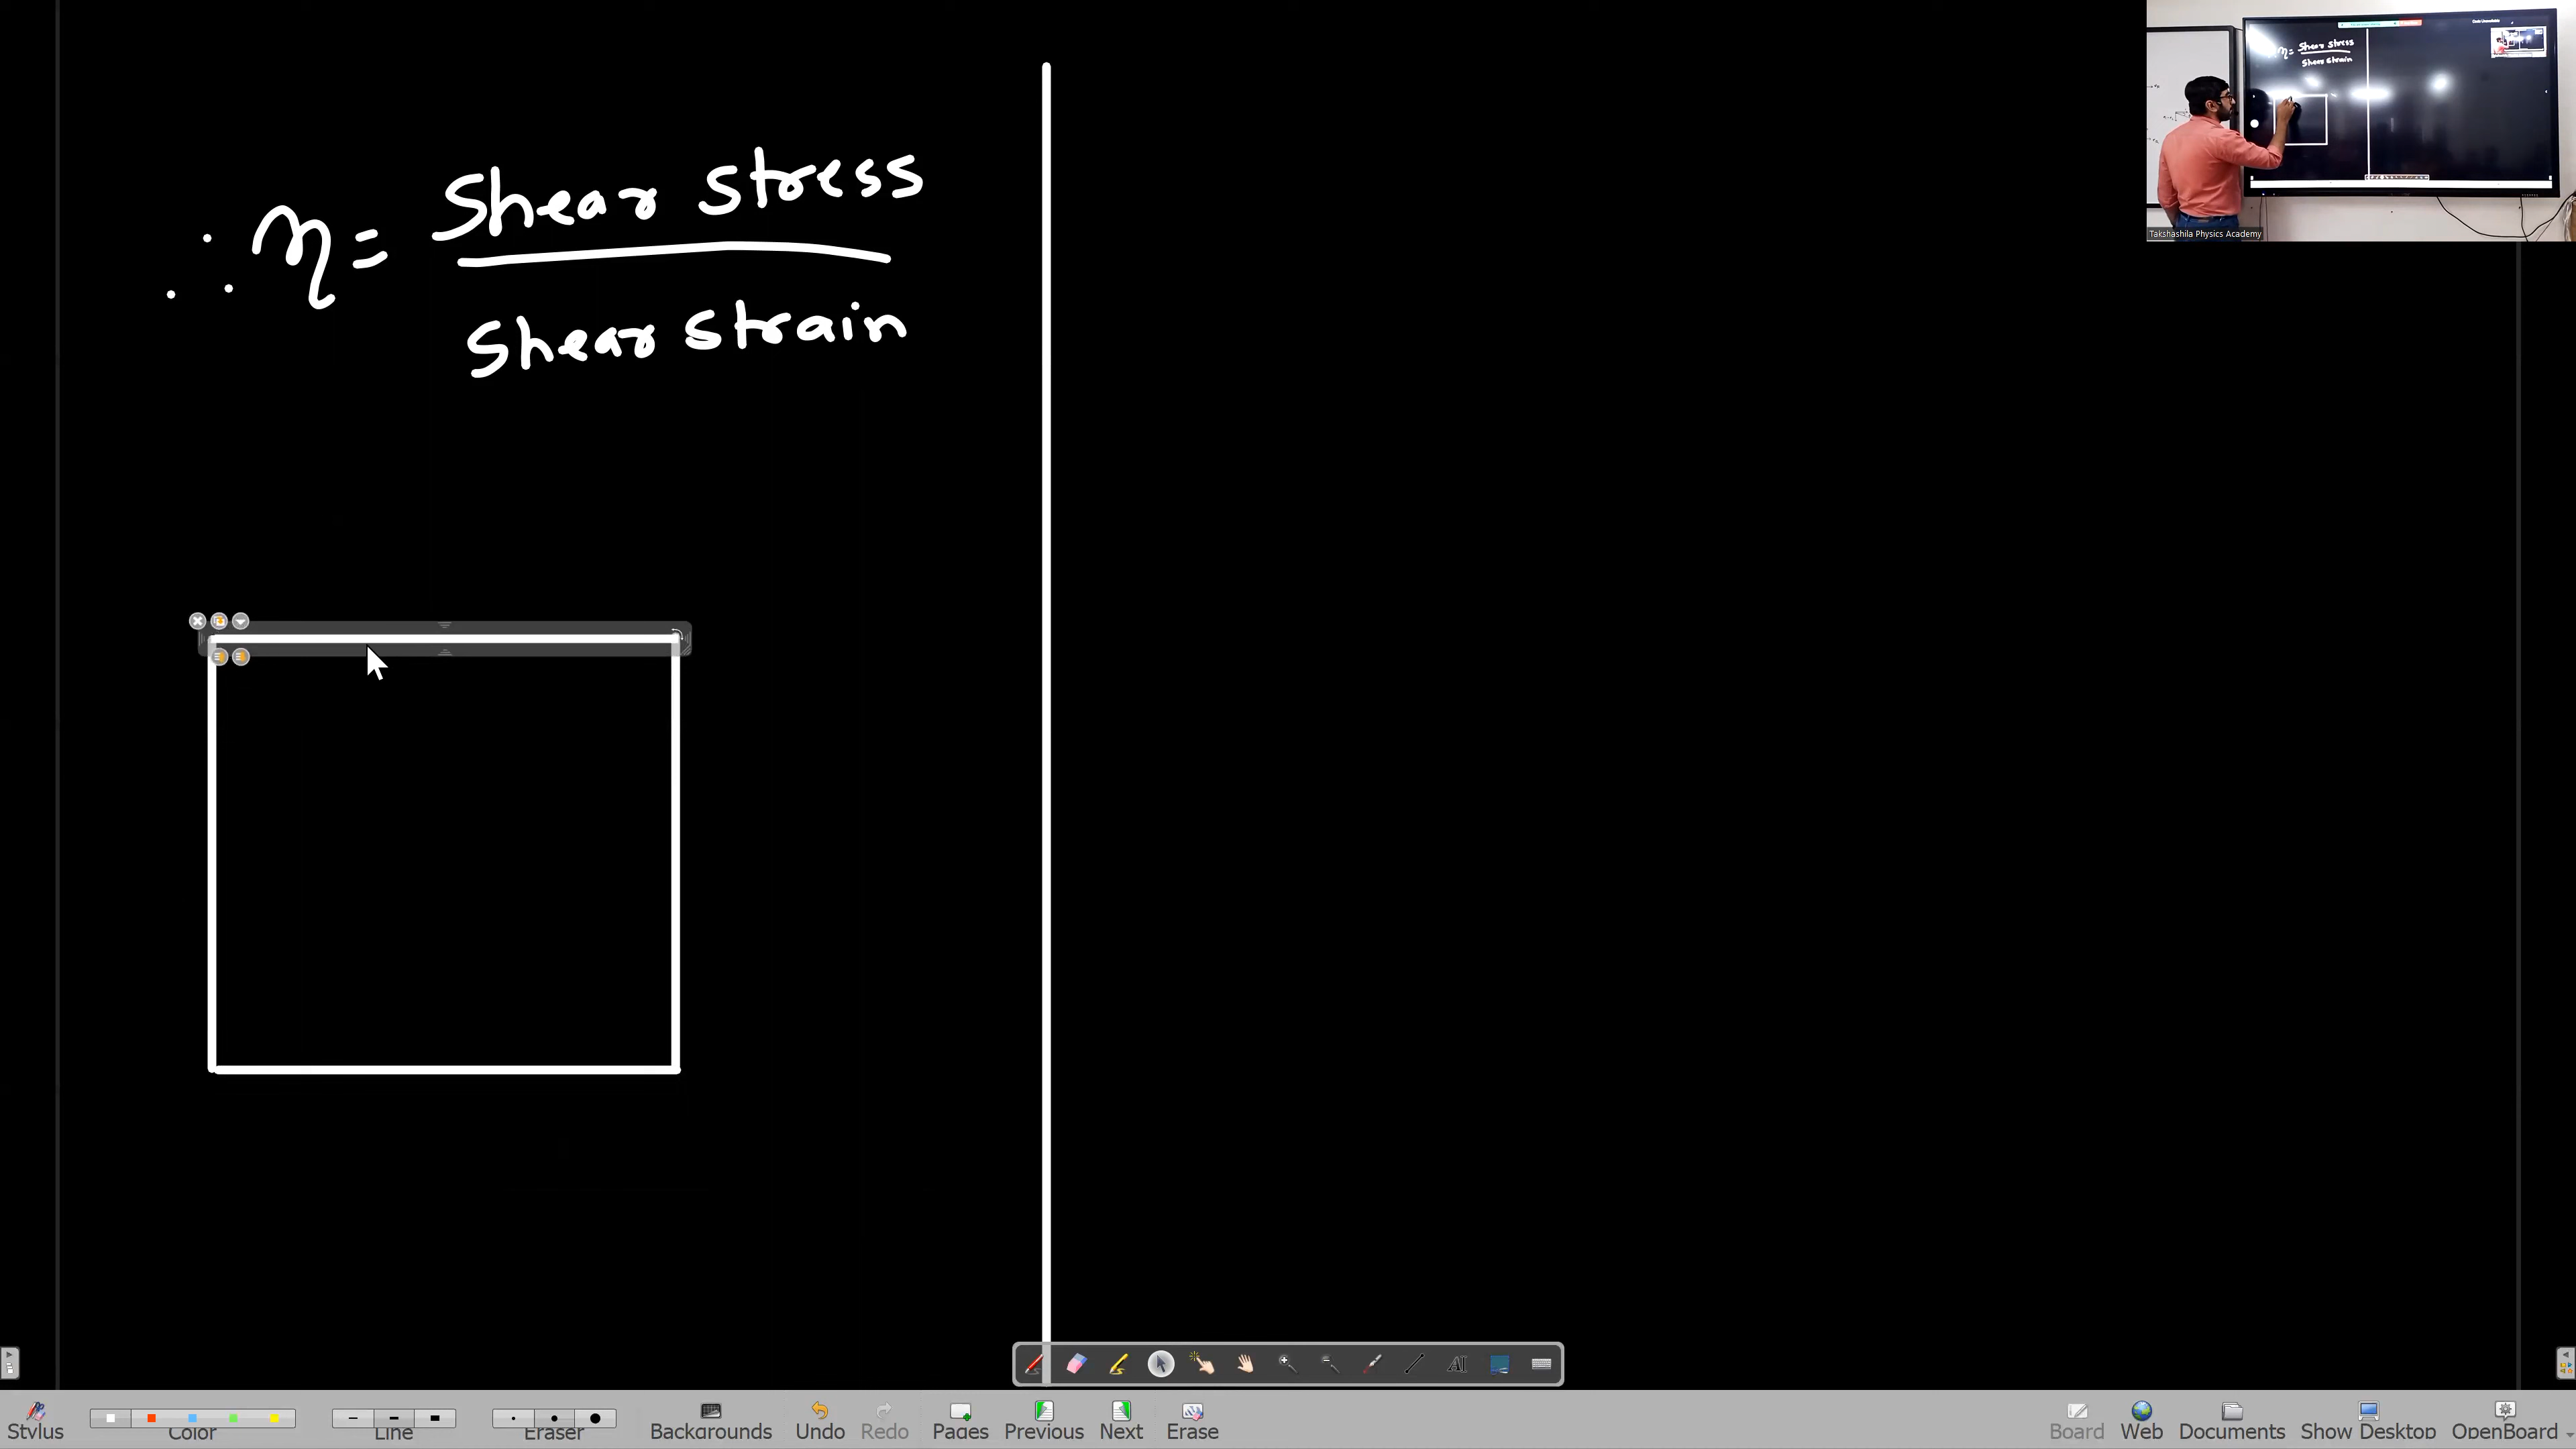 ∴ η = Shear stress
Shear strain
Takshashila Physics Academy
Stylus
Color
Line
Eraser
Backgrounds
Undo
Redo
Pages
Previous
Next
Erase
Board
Web
Documents
Show Desktop
OpenBoard